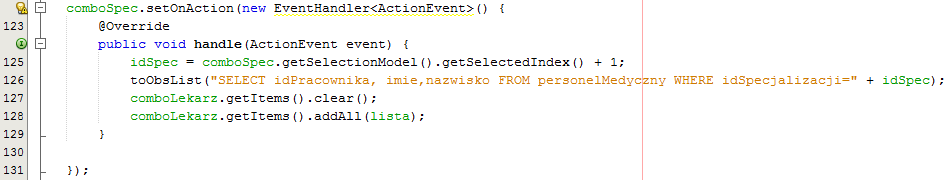 comboSpec.setOnAction(new EventHandler<ActionEvent>() {
123 @Override
public void handle(ActionEvent event) {
125 idSpec = comboSpec.getSelectionModel().getSelectedIndex() + 1;
126 toObsList("SELECT idPracownika, imie,nazwisko FROM personelMedyczny WHERE idSpecjalizacji=" + idSpec);
127 comboLekarz.getItems().clear();
128 comboLekarz.getItems().addAll(lista);
129 }
130
131 });